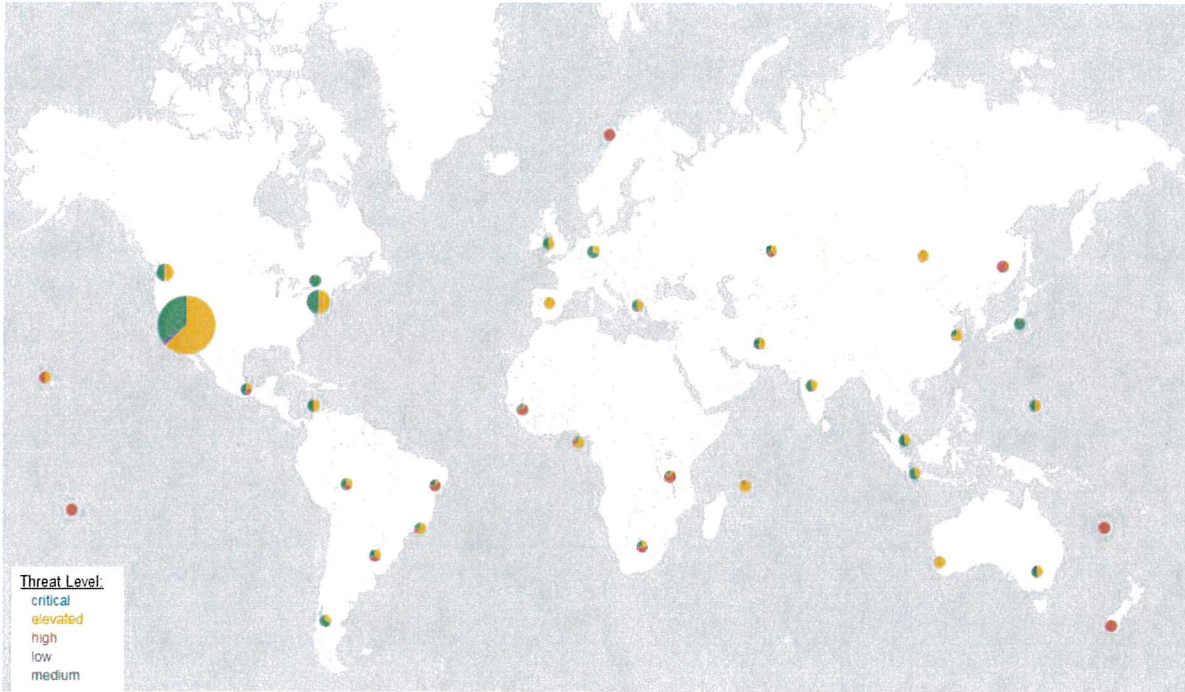 Threat Level:
critical
elevated
high
low
medium